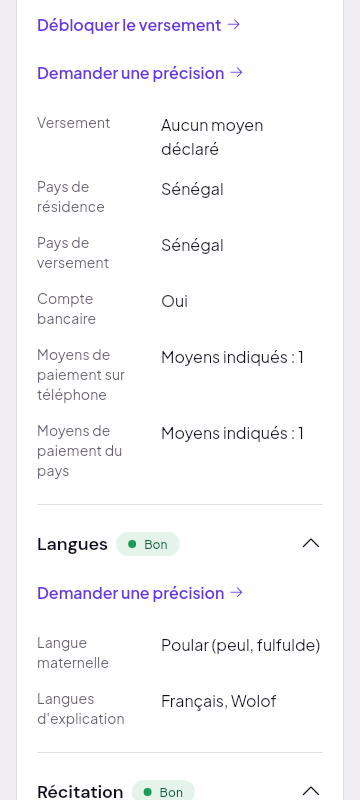 Débloquer le versement →
Demander une précision →
Versement
Aucun moyen
déclaré
Pays de
résidence
Sénégal
Pays de
versement
Sénégal
Compte
bancaire
Oui
Moyens de
paiement sur
téléphone
Moyens indiqués : 1
Moyens de
paiement du
pays
Moyens indiqués : 1
Langues Bon
Demander une précision →
Langue
maternelle
Poular (peul, fulfulde)
Langues
d'explication
Français, Wolof
Récitation Bon